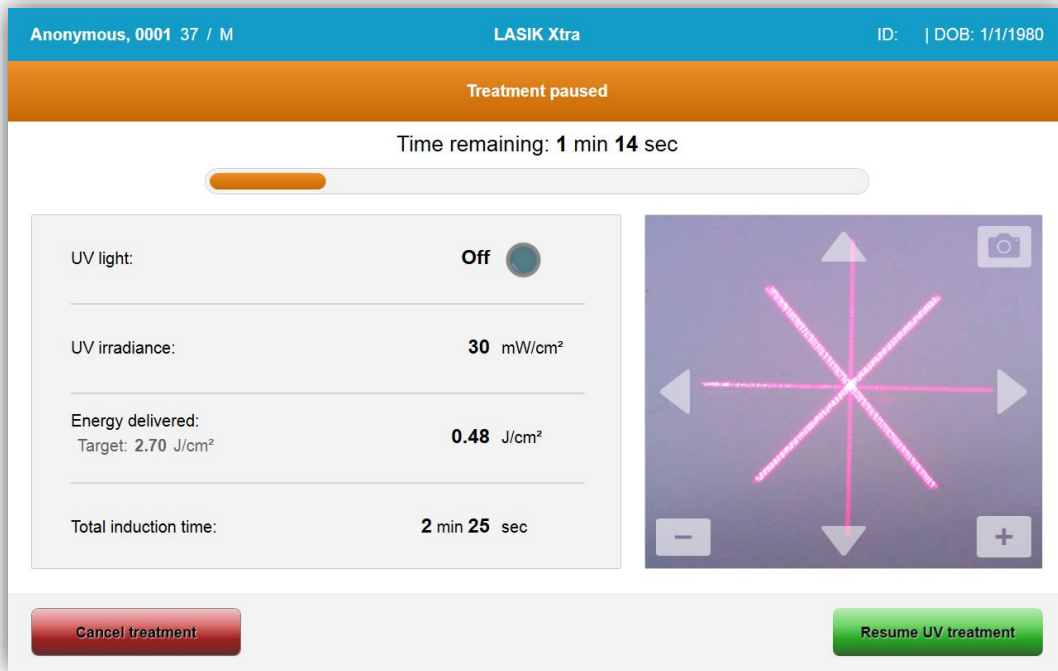 Anonymous, 0001 37 / M LASIK Xtra ID: | DOB: 1/1/1980
Treatment paused
Time remaining: 1 min 14 sec
UV light: Off
UV irradiance: 30 mW/cm²
Energy delivered: 
Target: 2.70 J/cm² 0.48 J/cm²
Total induction time: 2 min 25 sec
− +
Cancel treatment Resume UV treatment